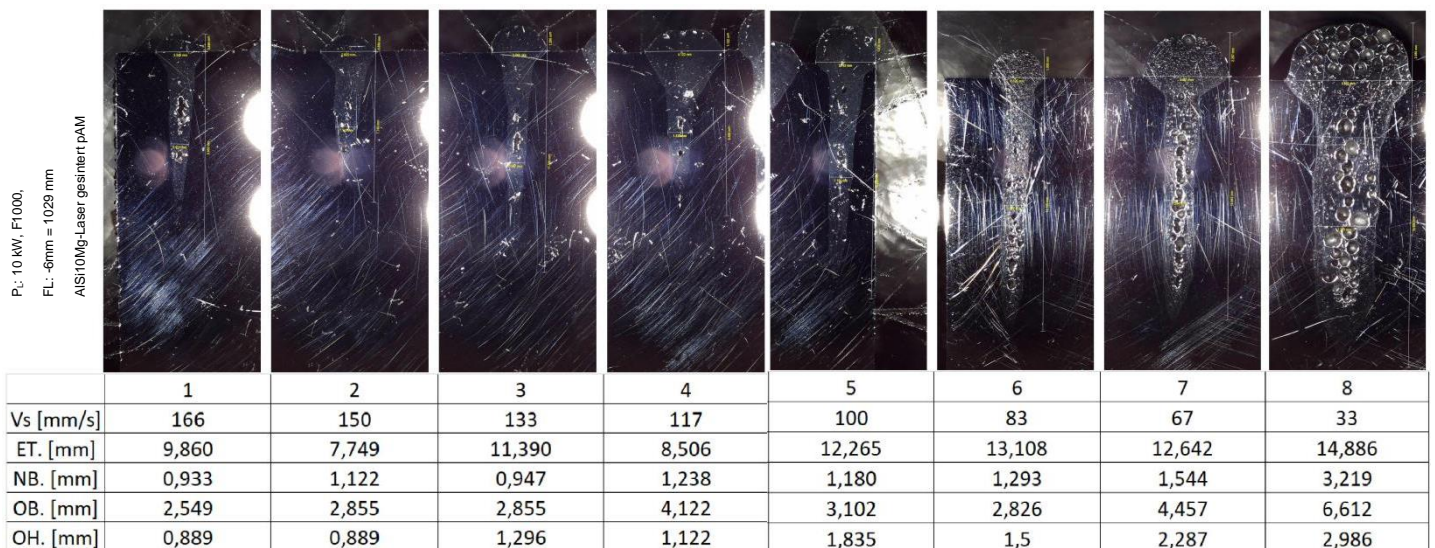 P_L: 10 kW, F1000,
FL: -6mm = 1029 mm
AlSi10Mg-Laser gesintert pAM
1 2 3 4 5 6 7 8
Vs [mm/s] 166 150 133 117 100 83 67 33
ET. [mm] 9,860 7,749 11,390 8,506 12,265 13,108 12,642 14,886
NB. [mm] 0,933 1,122 0,947 1,238 1,180 1,293 1,544 3,219
OB. [mm] 2,549 2,855 2,855 4,122 3,102 2,826 4,457 6,612
OH. [mm] 0,889 0,889 1,296 1,122 1,835 1,5 2,287 2,986